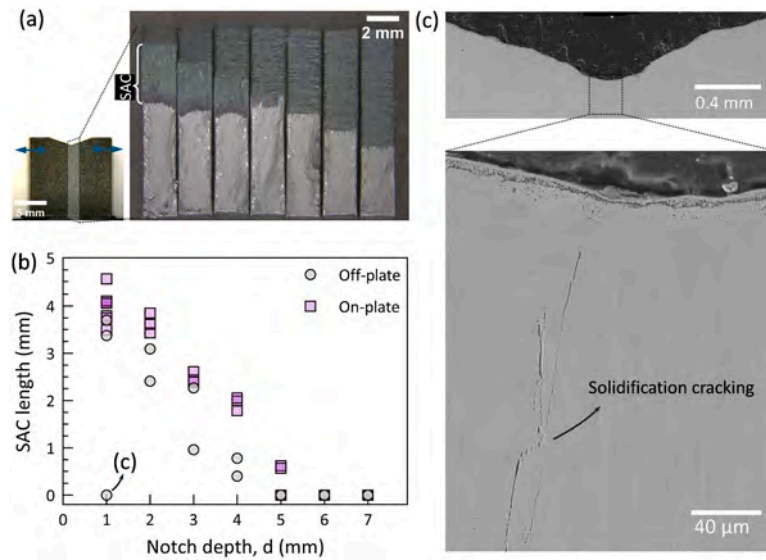 (a)
2 mm
SAC
5 mm
(b)
5
4
3
2
1
0
SAC length (mm)
Off-plate
On-plate
(c)
0
1
2
3
4
5
6
7
Notch depth, d (mm)
(c)
0.4 mm
Solidification cracking
40 μm